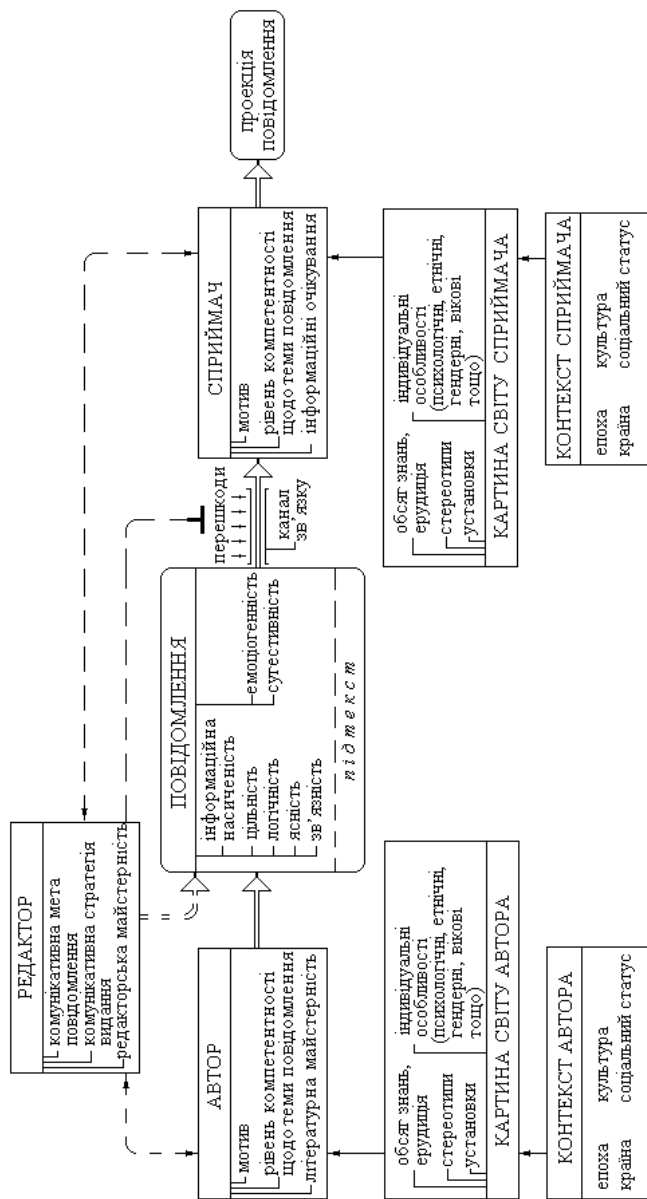 РЕДАКТОР
комунікативна мета
повідомлення
комунікативна стратегія
видання
редакторська майстерність
АВТОР
мотив
рівень компетентності
щодо теми повідомлення
літературна майстерність
ПОВІДОМЛЕННЯ
інформаційна
насиченість
цільність
логічність
ясність
зв'язність
емоціогенність
сугестивність
підтекст
перешкоди
канал
зв'язку
СПРИЙМАЧ
мотив
рівень компетентності
щодо теми повідомлення
інформаційні очікування
проекція
повідомлення
обсяг знань,
ерудиція
стереотипи
установки
індивідуальні
особливості
(психологічні, етнічні,
гендерні, вікові
тощо)
КАРТИНА СВІТУ АВТОРА
КОНТЕКСТ АВТОРА
епоха
країна
культура
соціальний статус
обсяг знань,
ерудиція
стереотипи
установки
індивідуальні
особливості
(психологічні, етнічні,
гендерні, вікові
тощо)
КАРТИНА СВІТУ СПРИЙМАЧА
КОНТЕКСТ СПРИЙМАЧА
епоха
країна
культура
соціальний статус